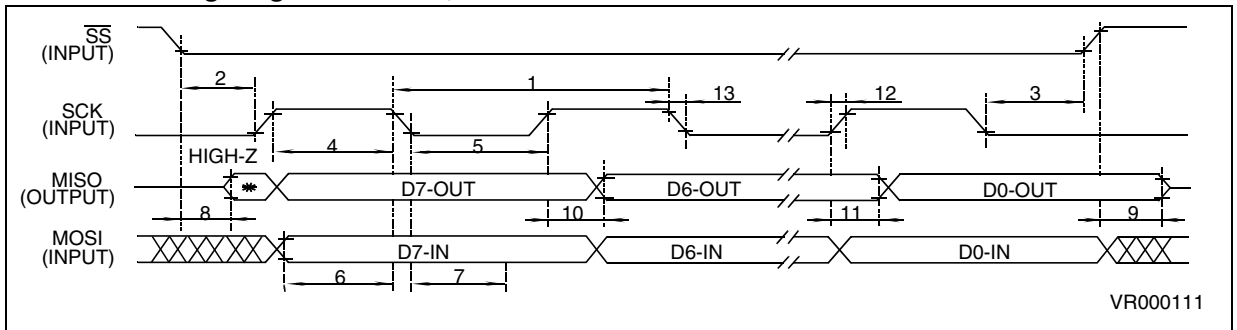 SS
(INPUT)
2
1
13
12
3
SCK
(INPUT)
4
5
HIGH-Z
MISO
(OUTPUT)
D7-OUT
D6-OUT
D0-OUT
8
10
11
9
MOSI
(INPUT)
D7-IN
D6-IN
D0-IN
6
7
VR000111